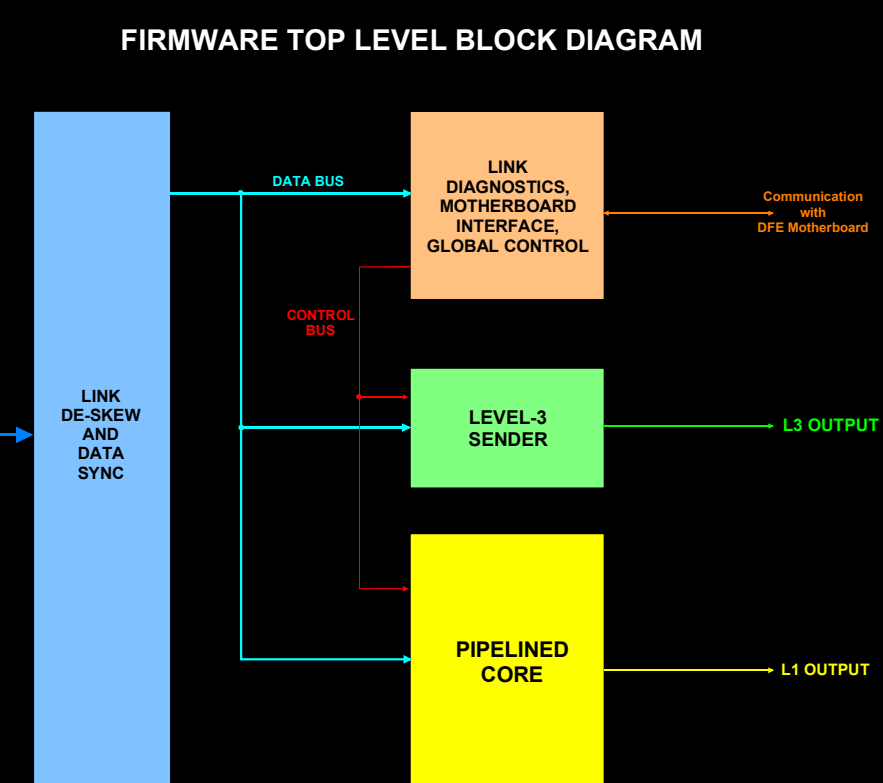 FIRMWARE TOP LEVEL BLOCK DIAGRAM
LINK
DE-SKEW
AND
DATA
SYNC
DATA BUS
CONTROL
BUS
LINK
DIAGNOSTICS,
MOTHERBOARD
INTERFACE,
GLOBAL CONTROL
Communication
with
DFE Motherboard
LEVEL-3
SENDER
L3 OUTPUT
PIPELINED
CORE
L1 OUTPUT